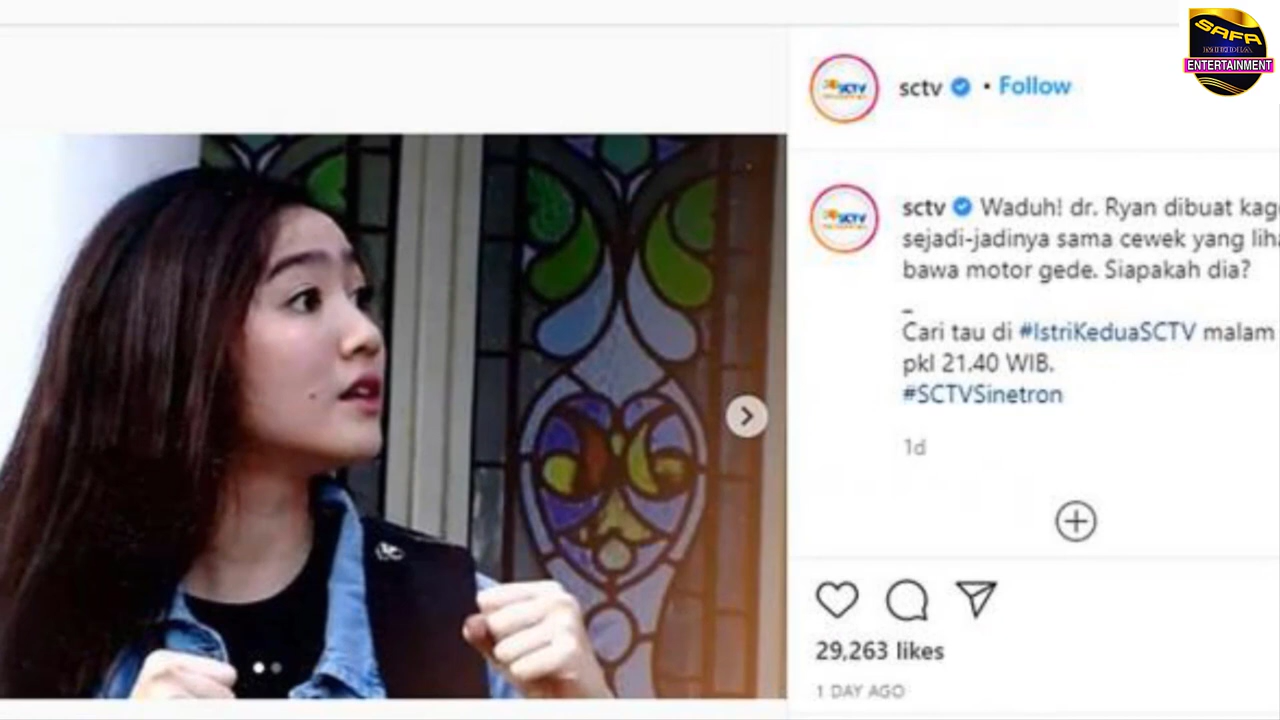 SAFA
ENTERTAINMENT
sctv • Follow
sctv Waduh! dr. Ryan dibuat kag
sejadi-jadinya sama cewek yang liha
bawa motor gede. Siapakah dia?
_
Cari tau di #IstriKeduaSCTV malam
pkl 21.40 WIB.
#SCTVSinetron
1d
29,263 likes
1 DAY AGO